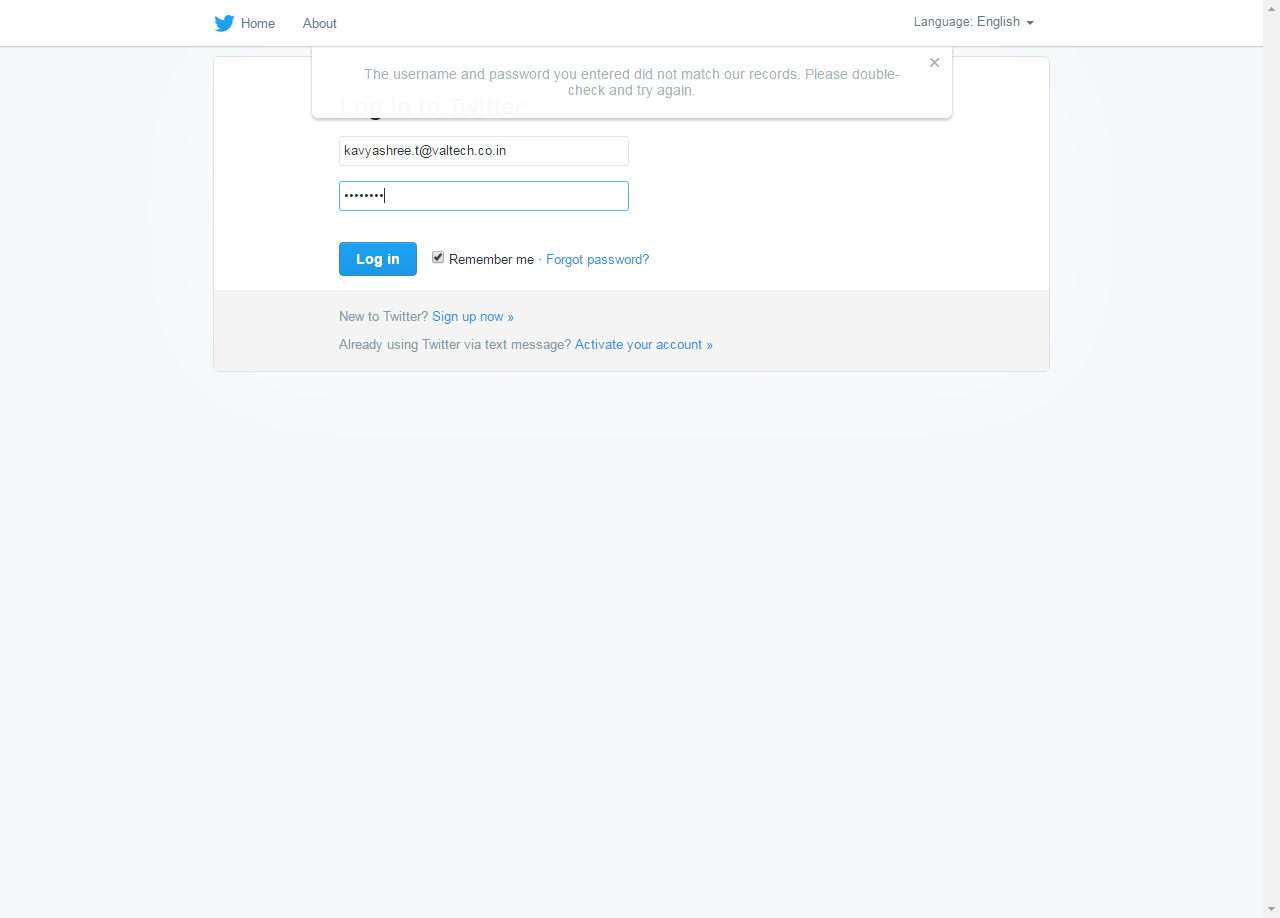 Home
About
Language: English
The username and password you entered did not match our records. Please double-
check and try again.
×
Log in to Twitter
kavyashree.t@valtech.co.in
••••••••
Log in
Remember me · Forgot password?
New to Twitter? Sign up now »
Already using Twitter via text message? Activate your account »